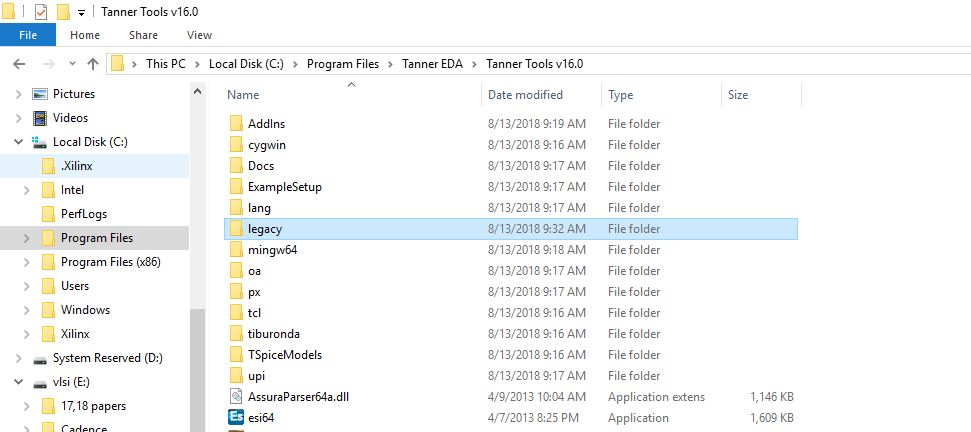 Tanner Tools v16.0
File Home Share View
This PC Local Disk (C:) Program Files Tanner EDA Tanner Tools v16.0
Pictures
Videos
Local Disk (C:)
.Xilinx
Intel
PerfLogs
Program Files
Program Files (x86)
Users
Windows
Xilinx
System Reserved (D:)
vlsi (E:)
17,18 papers
Cadence
Name Date modified Type Size
AddIns 8/13/2018 9:19 AM File folder
cygwin 8/13/2018 9:16 AM File folder
Docs 8/13/2018 9:17 AM File folder
ExampleSetup 8/13/2018 9:17 AM File folder
lang 8/13/2018 9:17 AM File folder
legacy 8/13/2018 9:32 AM File folder
mingw64 8/13/2018 9:18 AM File folder
oa 8/13/2018 9:17 AM File folder
px 8/13/2018 9:17 AM File folder
tcl 8/13/2018 9:16 AM File folder
tiburonda 8/13/2018 9:16 AM File folder
TSpiceModels 8/13/2018 9:16 AM File folder
upi 8/13/2018 9:17 AM File folder
AssuraParser64a.dll 4/9/2013 10:04 AM Application extens 1,146 KB
Es esi64 4/7/2013 8:25 PM Application 1,609 KB